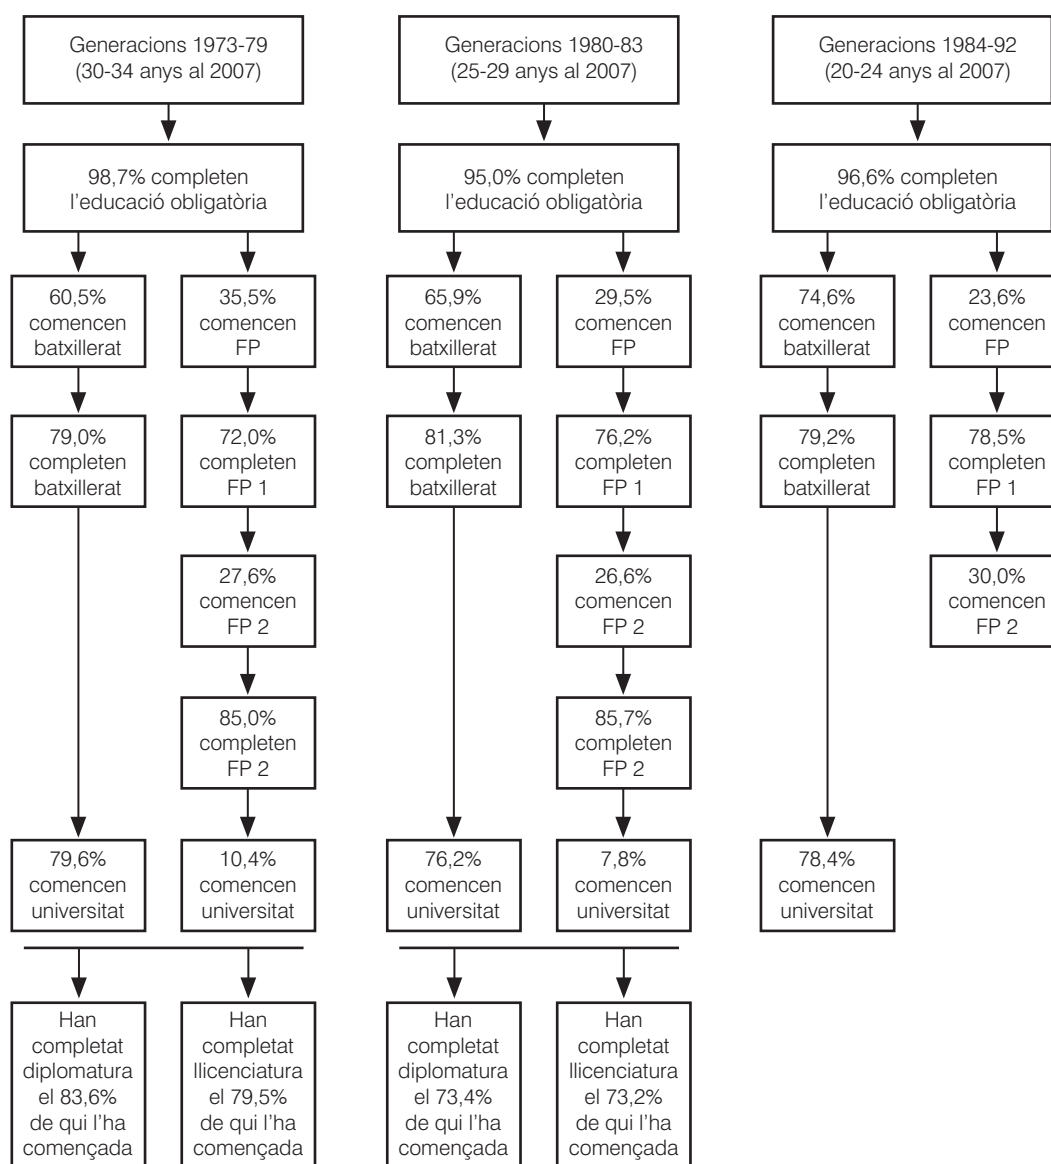 Generacions 1973-79
(30-34 anys al 2007)
98,7% completen
l'educació obligatòria
60,5%
comencen
batxillerat
35,5%
comencen
FP
79,0%
completen
batxillerat
72,0%
completen
FP 1
27,6%
comencen
FP 2
85,0%
completen
FP 2
79,6%
comencen
universitat
10,4%
comencen
universitat
Han
completat
diplomatura
el 83,6%
de qui l'ha
començada
Han
completat
llicenciatura
el 79,5%
de qui l'ha
començada
Generacions 1980-83
(25-29 anys al 2007)
95,0% completen
l'educació obligatòria
65,9%
comencen
batxillerat
29,5%
comencen
FP
81,3%
completen
batxillerat
76,2%
completen
FP 1
26,6%
comencen
FP 2
85,7%
completen
FP 2
76,2%
comencen
universitat
7,8%
comencen
universitat
Han
completat
diplomatura
el 73,4%
de qui l'ha
començada
Han
completat
llicenciatura
el 73,2%
de qui l'ha
començada
Generacions 1984-92
(20-24 anys al 2007)
96,6% completen
l'educació obligatòria
74,6%
comencen
batxillerat
23,6%
comencen
FP
79,2%
completen
batxillerat
78,5%
completen
FP 1
30,0%
comencen
FP 2
78,4%
comencen
universitat